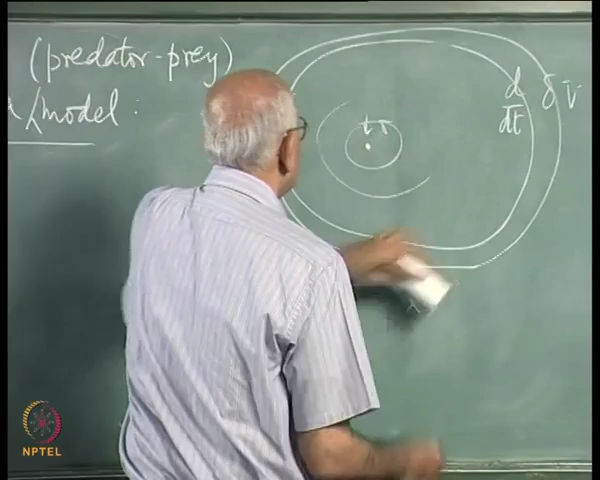 (predator-prey)
/model :
d
dt
δ V
NPTEL